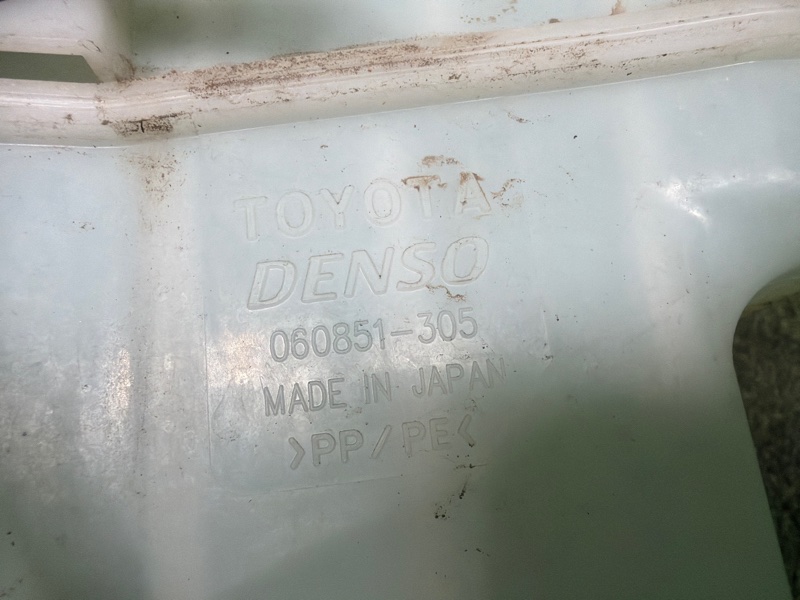 TOYOTA
DENSO
060851-305
MADE IN JAPAN
>PP/PE<